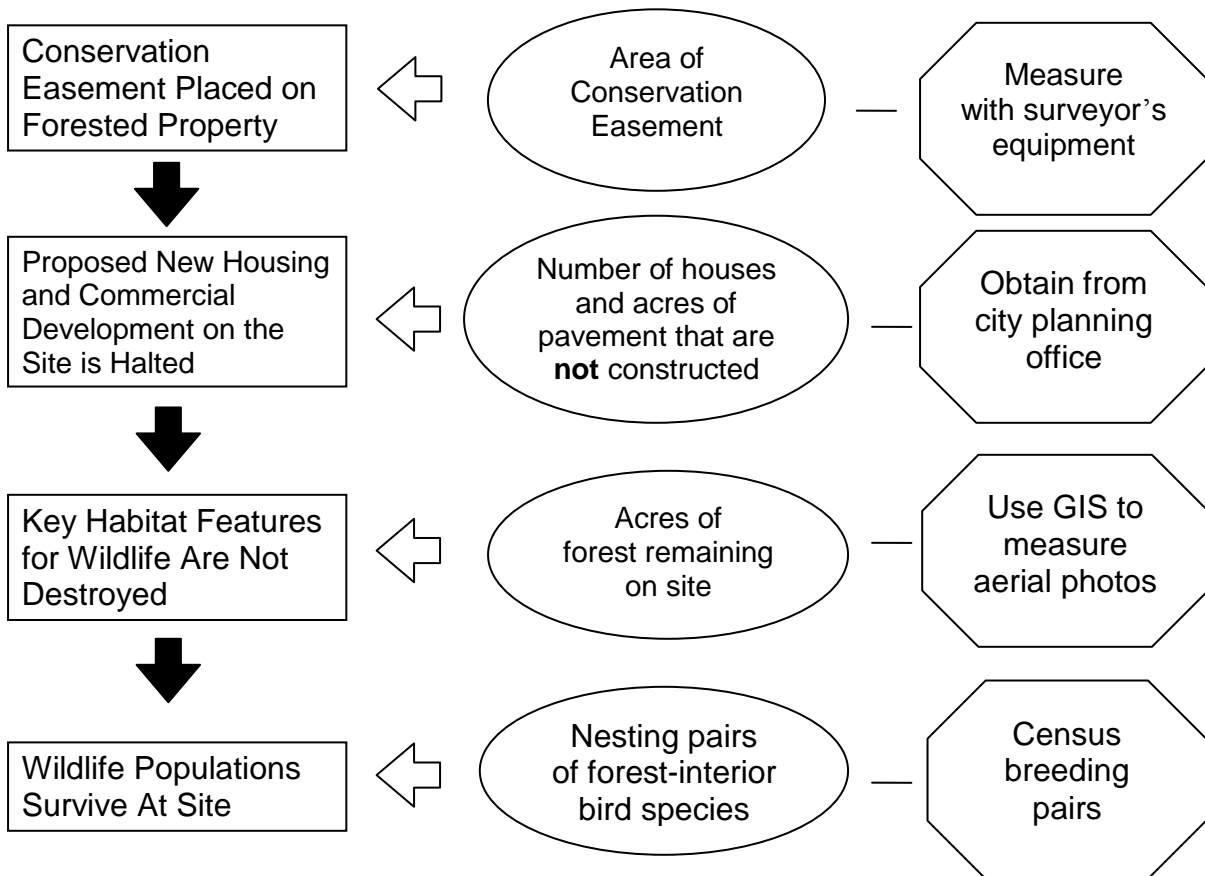 Conservation
Easement Placed on
Forested Property
Area of
Conservation
Easement
Measure
with surveyor’s
equipment
Proposed New Housing
and Commercial
Development on the
Site is Halted
Number of houses
and acres of
pavement that are
not constructed
Obtain from
city planning
office
Key Habitat Features
for Wildlife Are Not
Destroyed
Acres of
forest remaining
on site
Use GIS to
measure
aerial photos
Wildlife Populations
Survive At Site
Nesting pairs
of forest-interior
bird species
Census
breeding
pairs